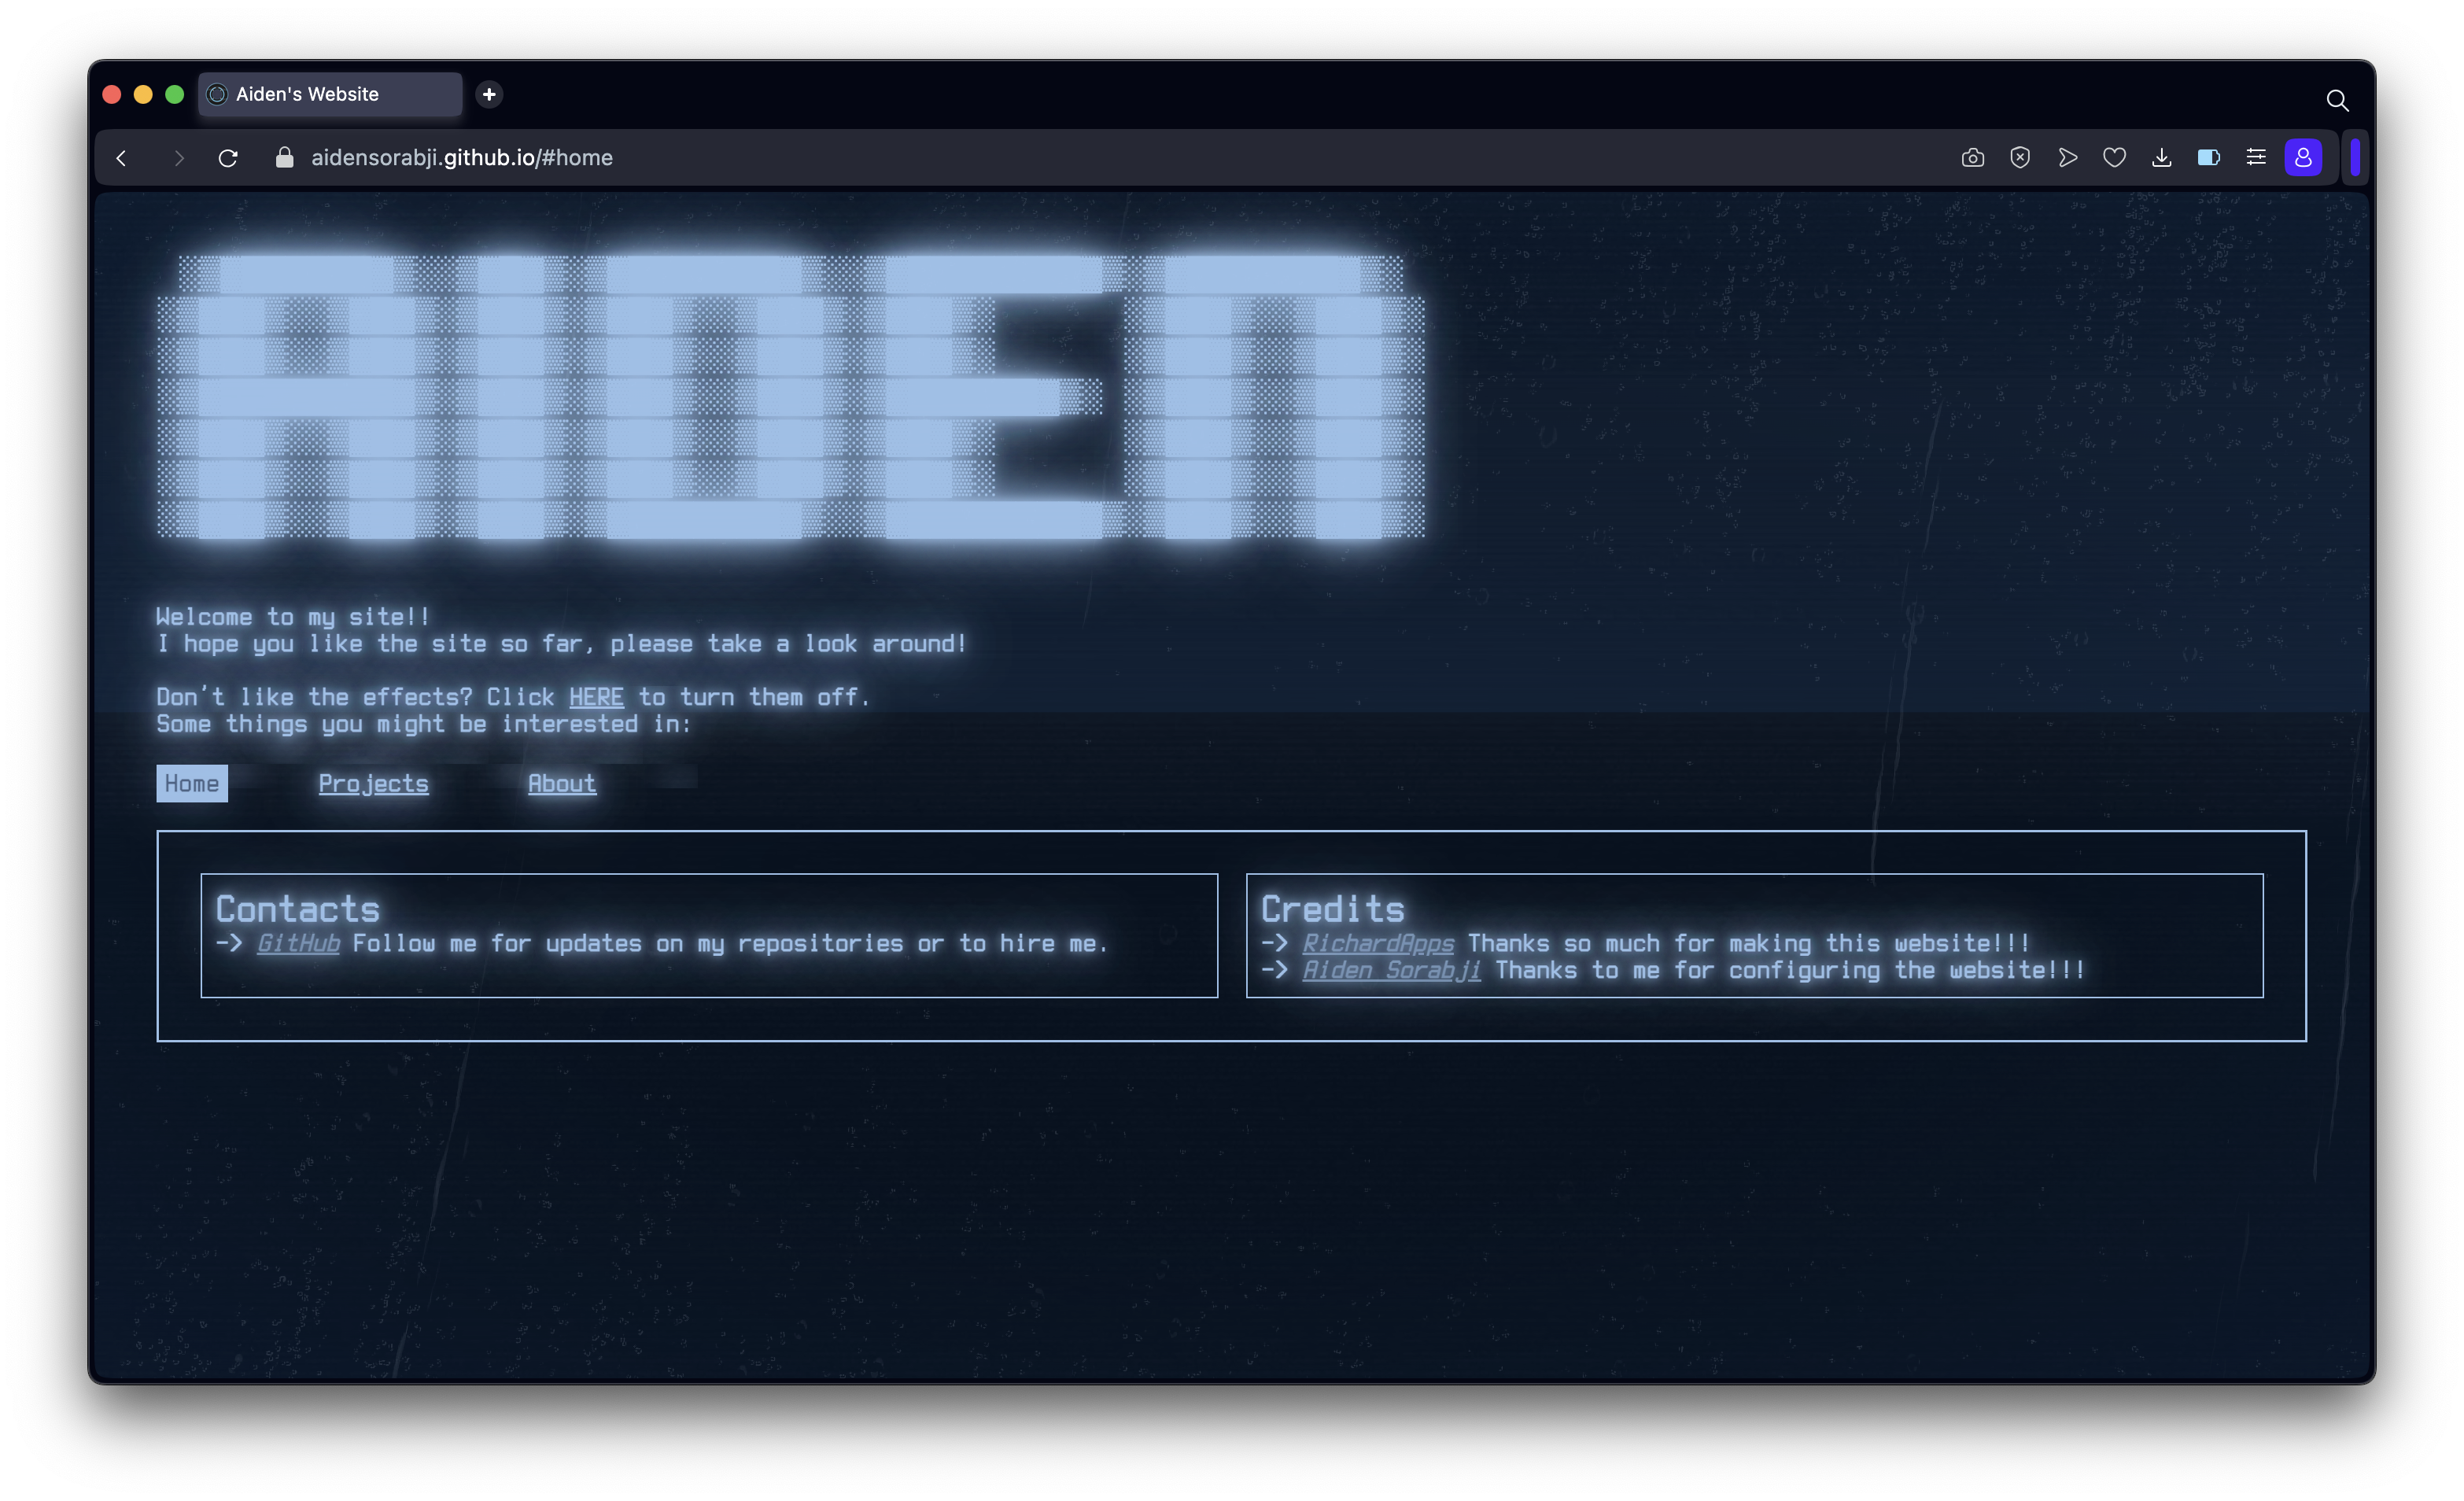 Aiden's Website
aidensorabji.github.io/#home
AIDEN
Welcome to my site!!
I hope you like the site so far, please take a look around!
Don't like the effects? Click HERE to turn them off.
Some things you might be interested in:
Home Projects About
Contacts
-> GitHub Follow me for updates on my repositories or to hire me.
Credits
-> RichardApps Thanks so much for making this website!!!
-> Aiden Sorabji Thanks to me for configuring the website!!!